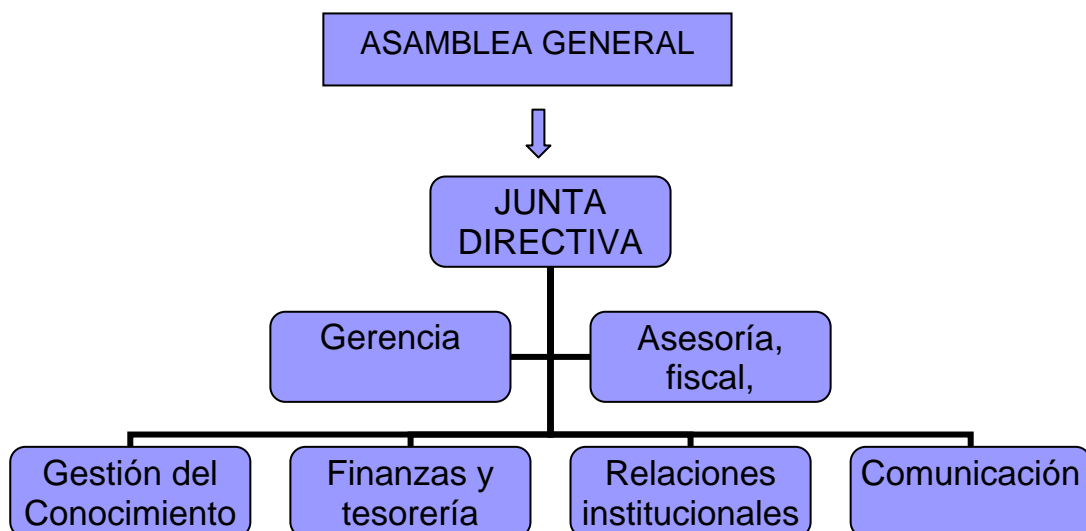 ASAMBLEA GENERAL
JUNTA
DIRECTIVA
Gerencia
Asesoría,
fiscal,
Gestión del
Conocimiento
Finanzas y
tesorería
Relaciones
institucionales
Comunicación